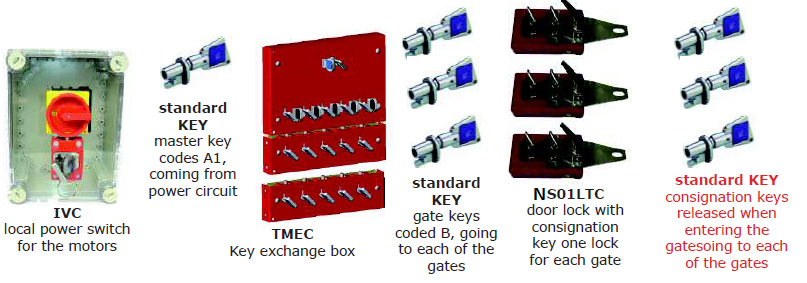 IVC
local power switch
for the motors
standard
KEY
master key
codes A1,
coming from
power circuit
TMEC
Key exchange box
standard
KEY
gate keys
coded B, going
to each of the
gates
NS01LTC
door lock with
consignation
key one lock
for each gate
standard KEY
consignation keys
released when
entering the
gatesoing to each
of the gates